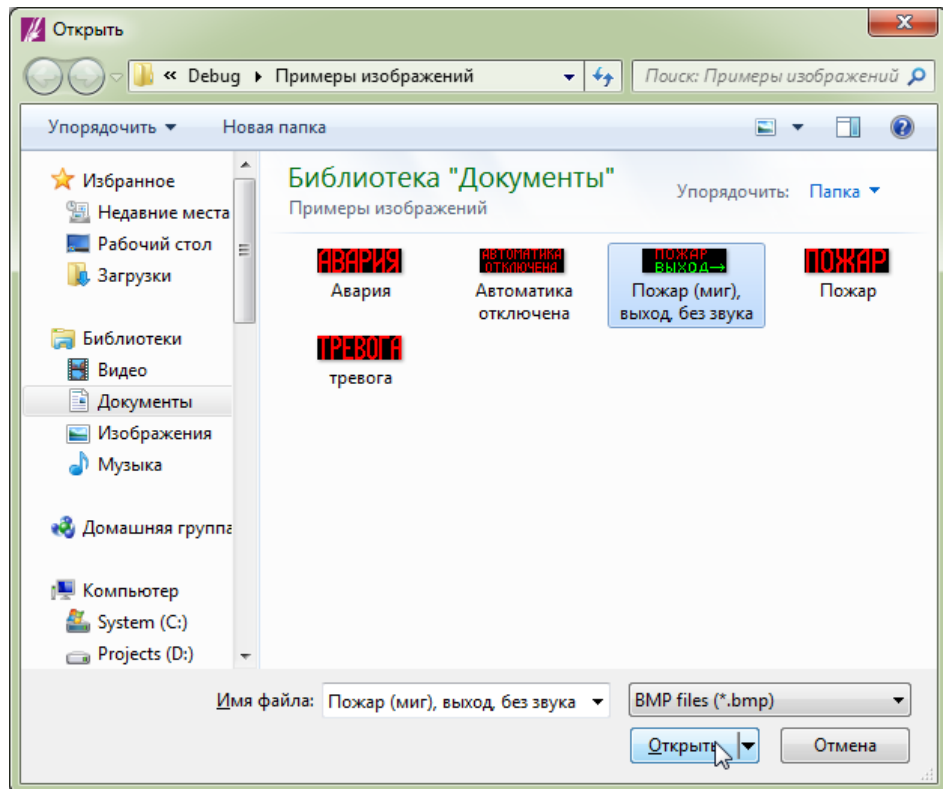 Открыть
« Debug ▸ Примеры изображений
Поиск: Примеры изображений
Упорядочить
Новая папка
Избранное
Недавние места
Рабочий стол
Загрузки
Библиотеки
Видео
Документы
Изображения
Музыка
Домашняя группа
Компьютер
System (C:)
Projects (D:)
Библиотека "Документы"
Примеры изображений
Упорядочить: Папка
АВАРИЯ
Авария
АВТОМАТИКА
ОТКЛЮЧЕНА
Автоматика
отключена
ПОЖАР
ВЫХОД→
Пожар (миг),
выход, без звука
ПОЖАР
Пожар
ТРЕВОГА
тревога
Имя файла: Пожар (миг), выход, без звука
BMP files (*.bmp)
Открыть
Отмена